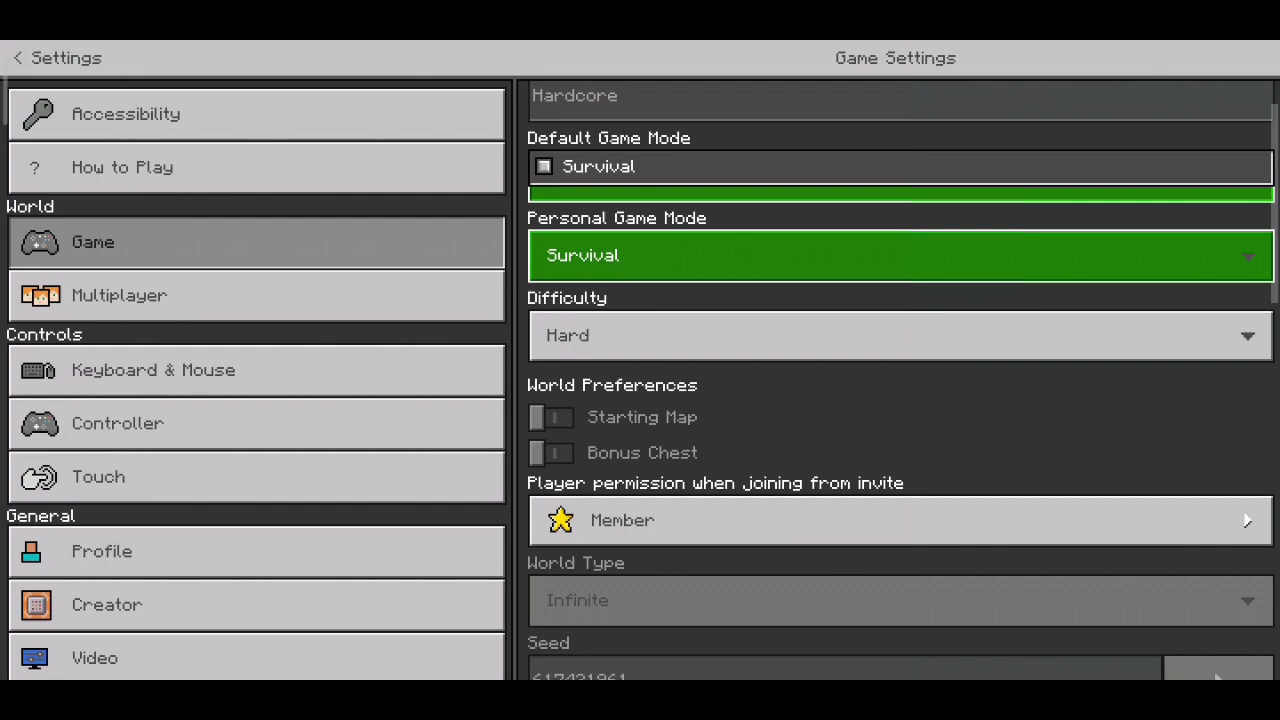 Settings
Game Settings
Accessibility
? How to Play
World
Game
Multiplayer
Controls
Keyboard & Mouse
Controller
Touch
General
Profile
Creator
Video
Hardcore
Default Game Mode
Survival
Personal Game Mode
Survival
Difficulty
Hard
World Preferences
Starting Map
Bonus Chest
Player permission when joining from invite
Member
World Type
Infinite
Seed